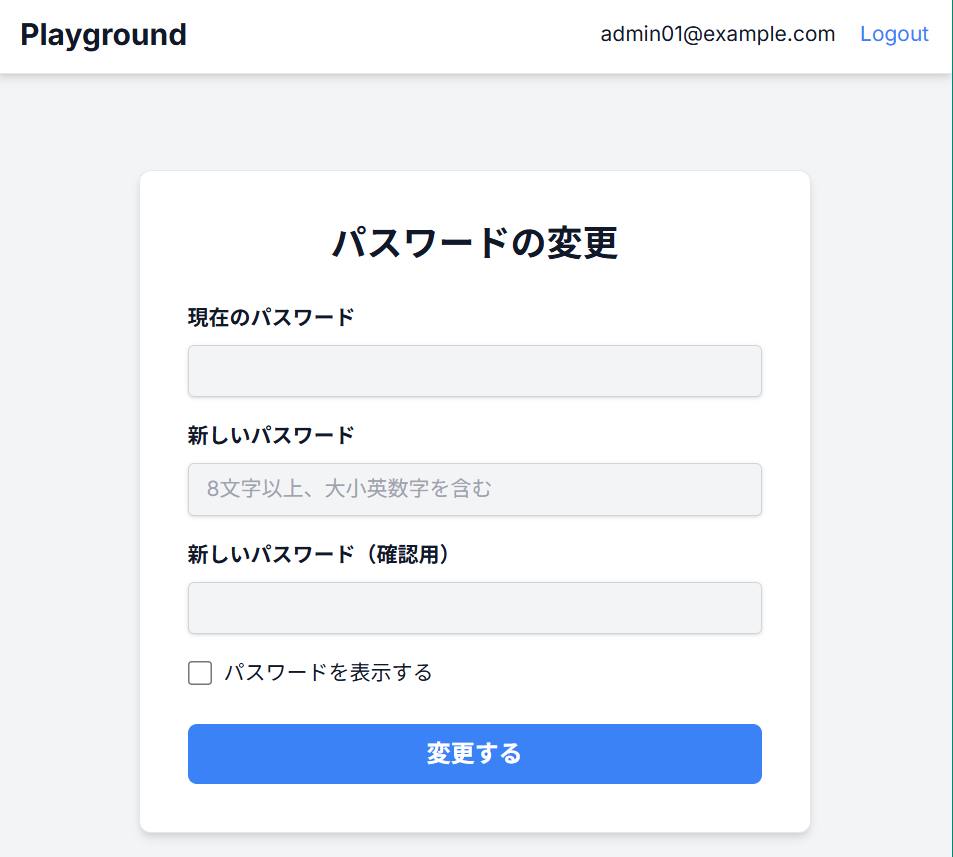 Playground
admin01@example.com Logout
パスワードの変更
現在のパスワード
新しいパスワード
8文字以上、大小英数字を含む
新しいパスワード（確認用）
パスワードを表示する
変更する